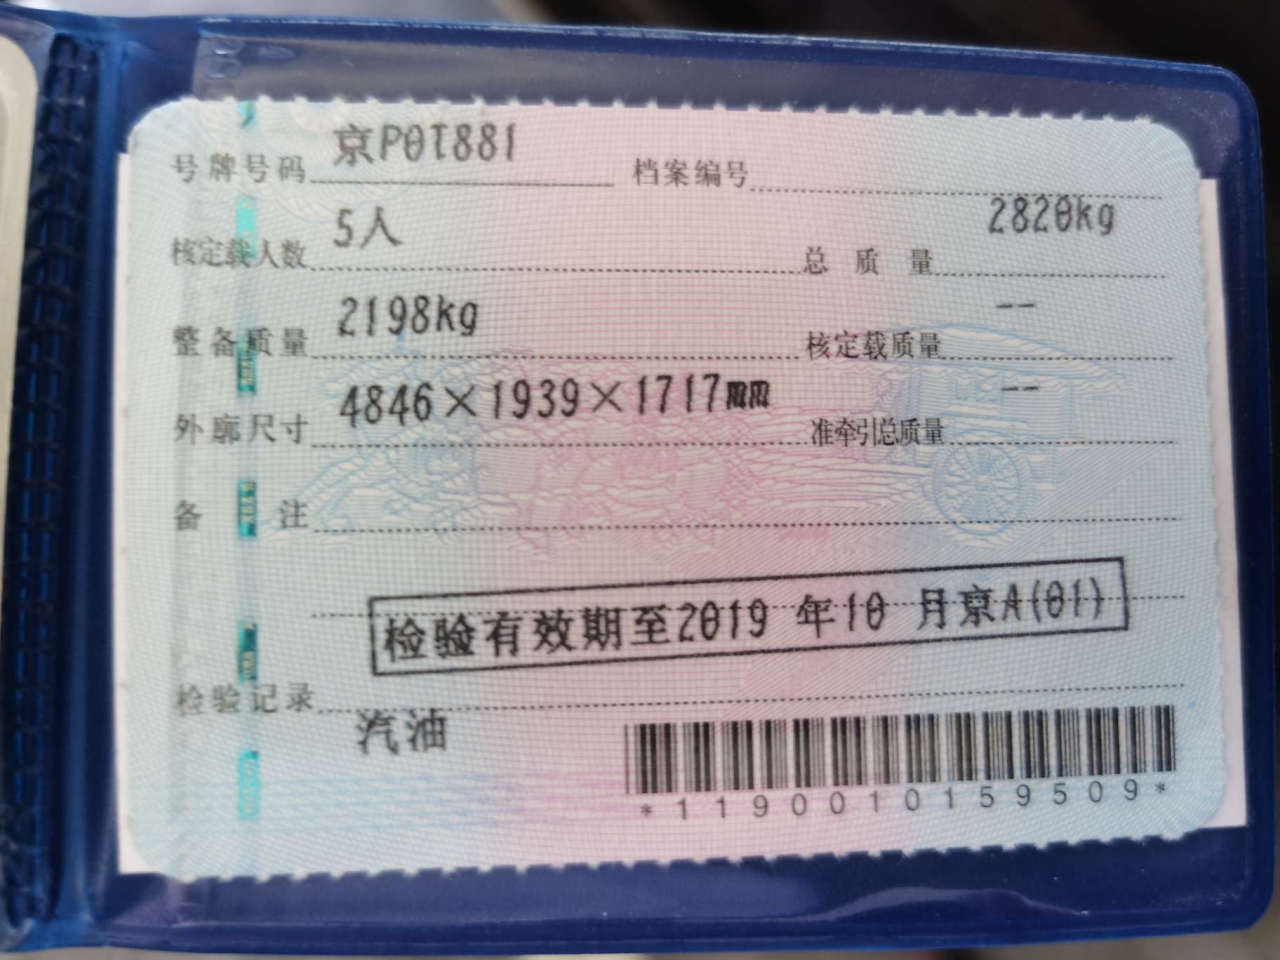 号牌号码 京P0T881 档案编号
核定载人数 5人 总质量 2820kg
整备质量 2198kg 核定载质量 --
外廓尺寸 4846×1939×1717mm 准牵引总质量 --
备注
检验有效期至2019年10月京A(01)
检验记录
汽油
*1190010159509*